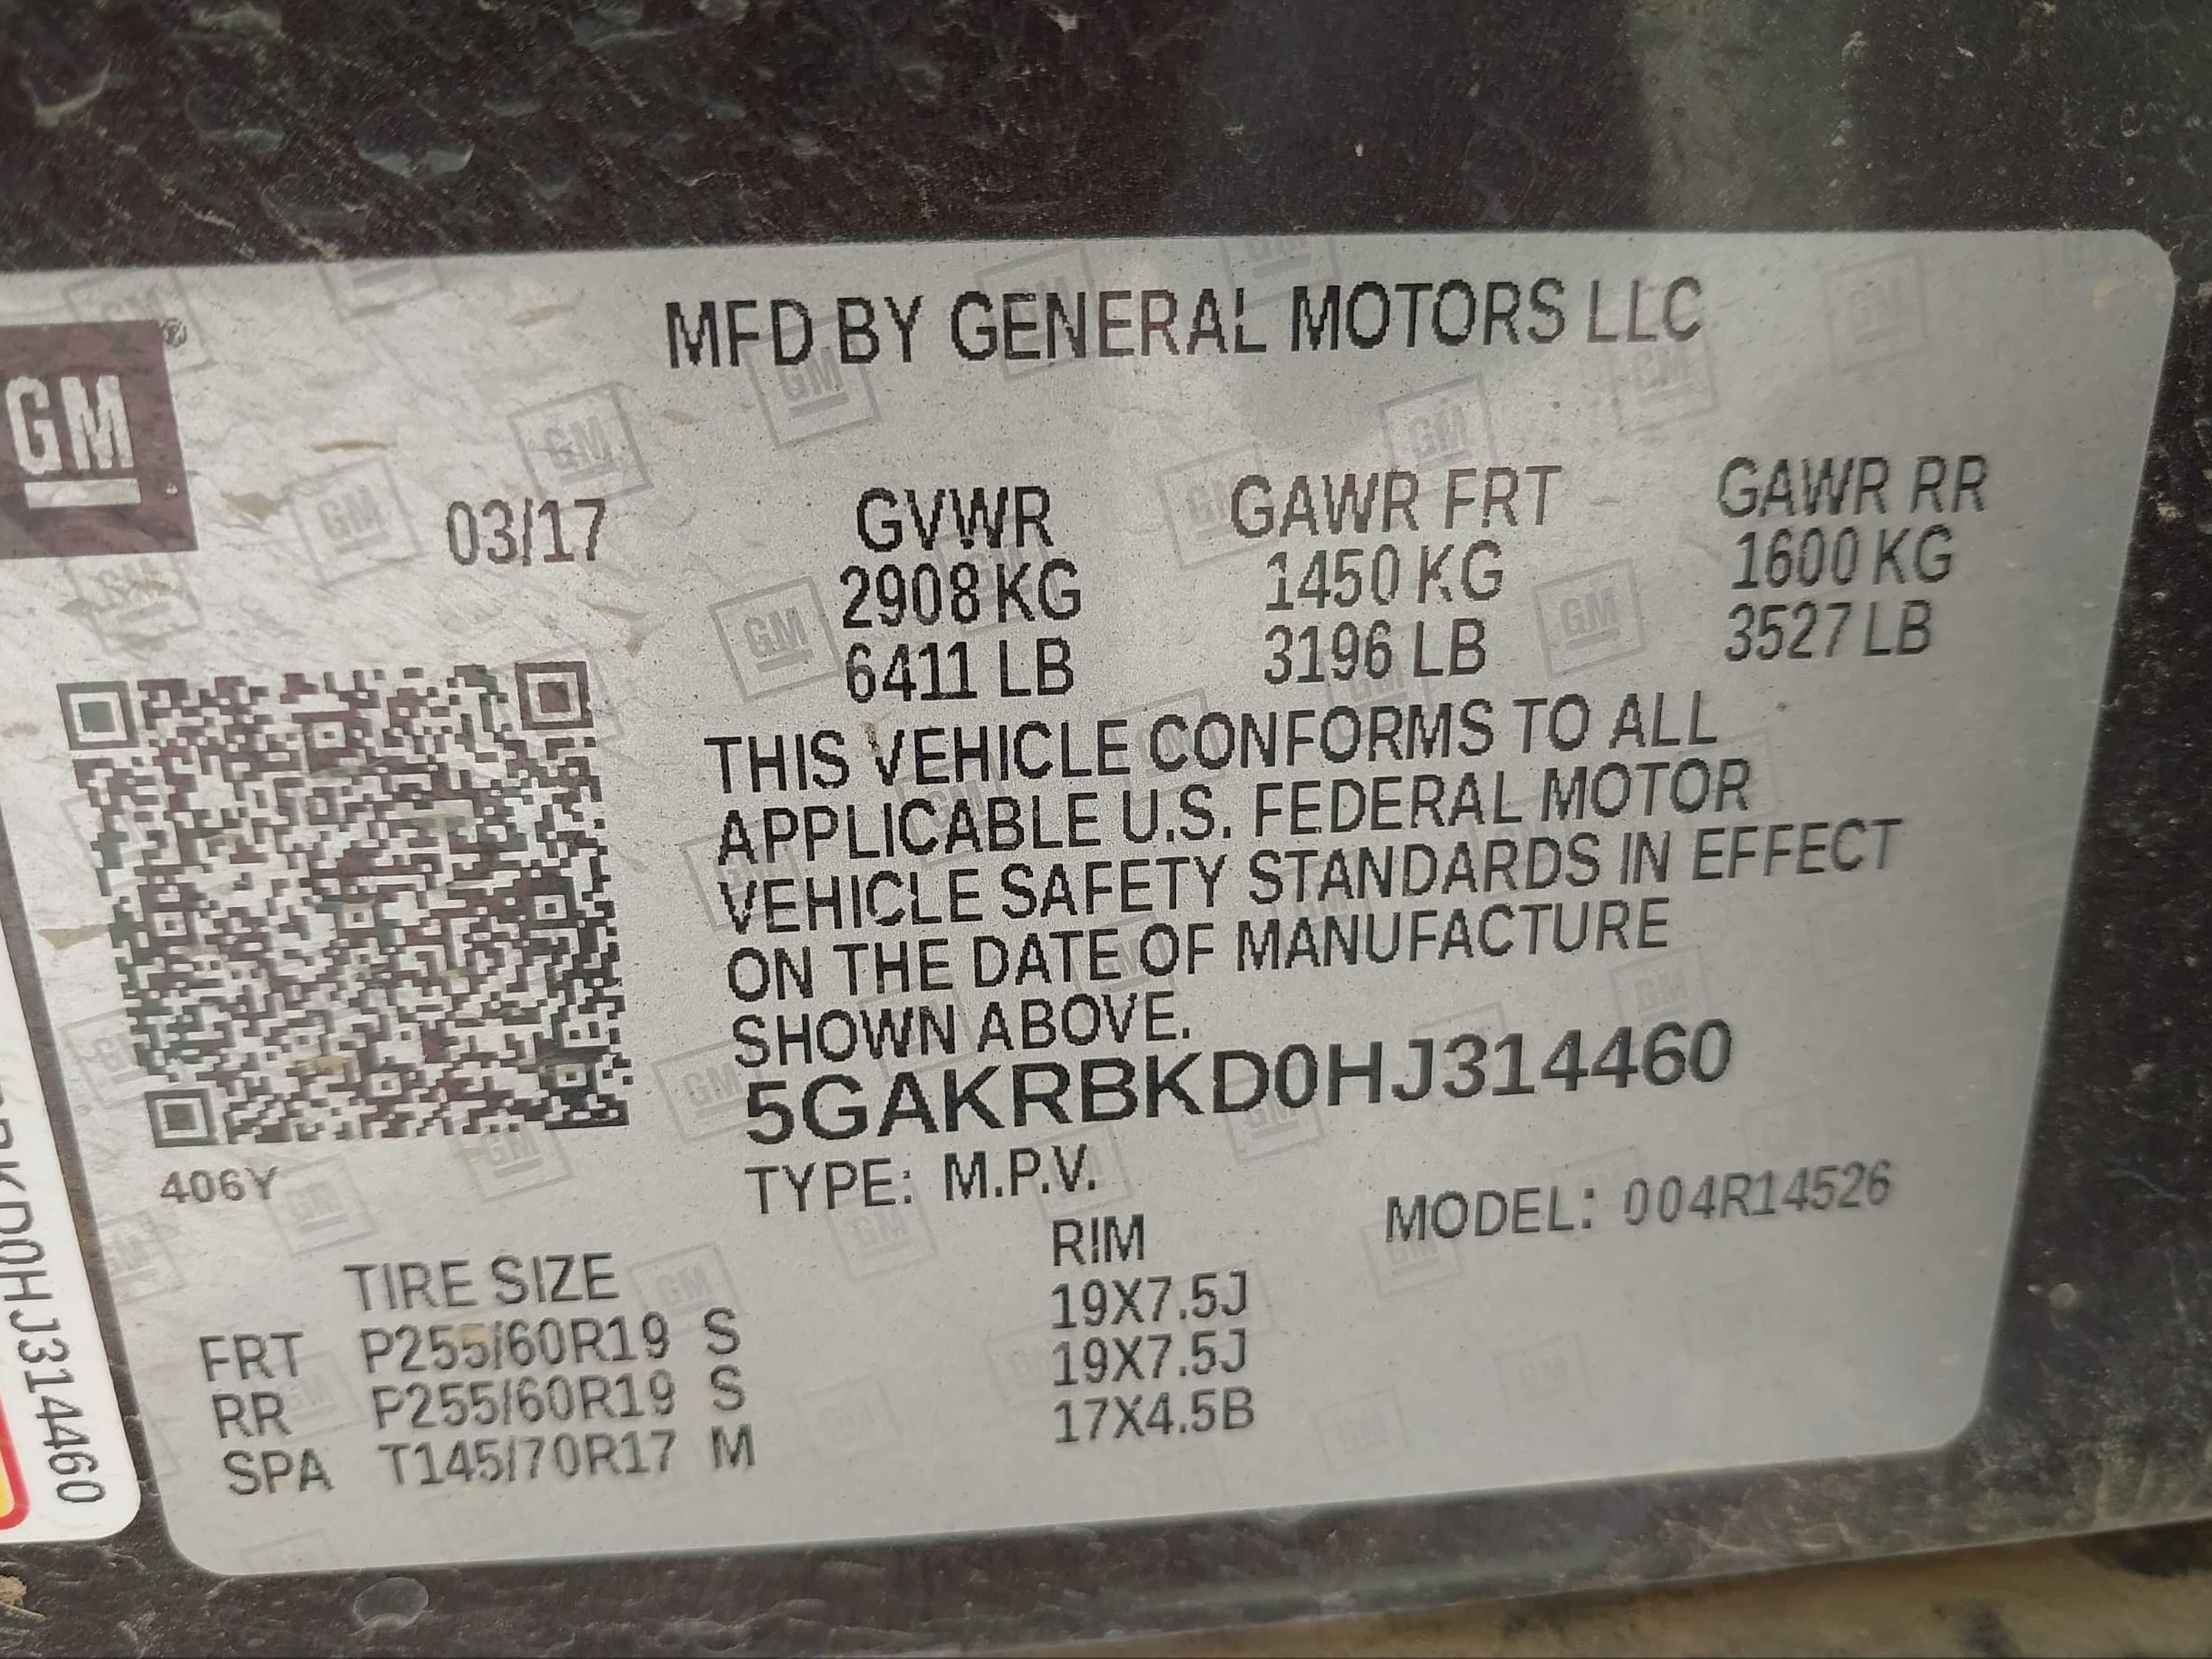 MFD BY GENERAL MOTORS LLC
GM
03/17
GVWR GAWR FRT GAWR RR
2908 KG 1450 KG 1600 KG
6411 LB 3196 LB 3527 LB
THIS VEHICLE CONFORMS TO ALL
APPLICABLE U.S. FEDERAL MOTOR
VEHICLE SAFETY STANDARDS IN EFFECT
ON THE DATE OF MANUFACTURE
SHOWN ABOVE.
5GAKRBKD0HJ314460
406Y
TYPE: M.P.V. MODEL: 004R14526
TIRE SIZE RIM
FRT P255/60R19 S 19X7.5J
RR P255/60R19 S 19X7.5J
SPA T145/70R17 M 17X4.5B
BKD0HJ314460